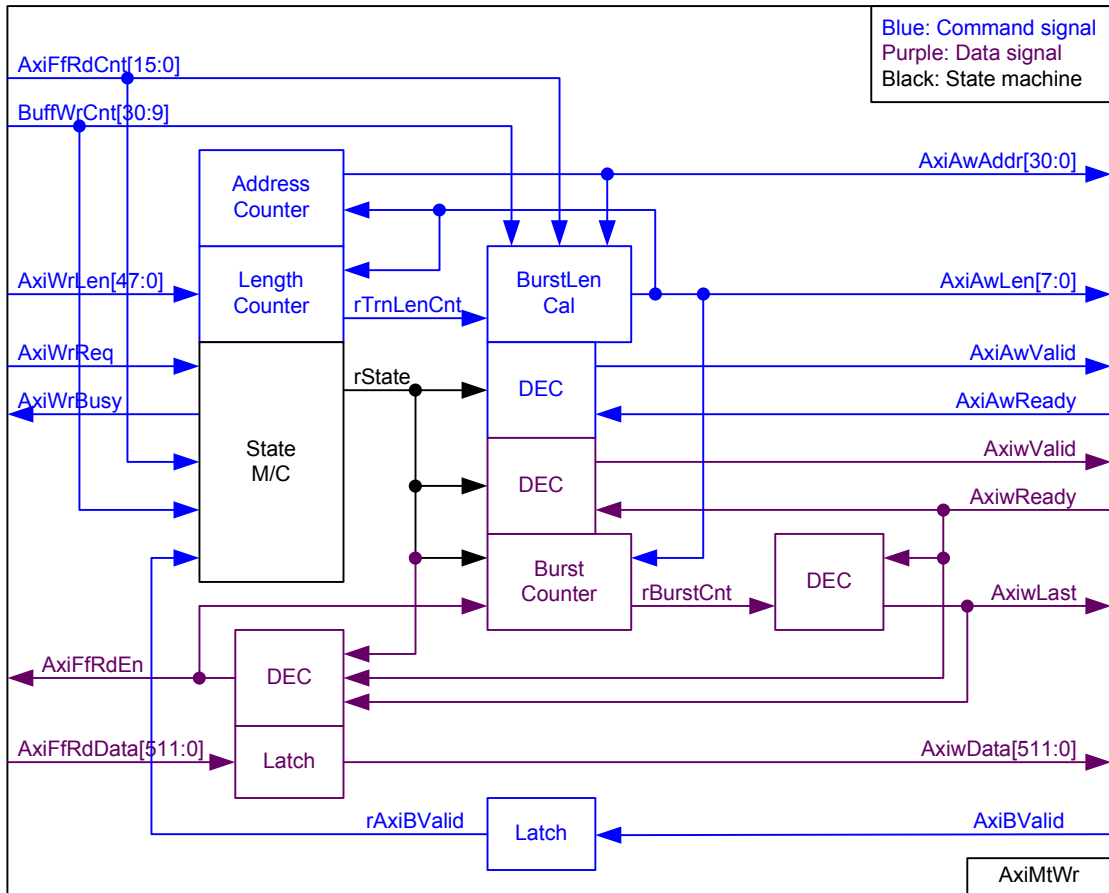 Blue: Command signal
Purple: Data signal
Black: State machine
AxiFfRdCnt[15:0]
BuffWrCnt[30:9]
AxiAwAddr[30:0]
Address
Counter
AxiWrLen[47:0]
Length
Counter
rTrnLenCnt
BurstLen
Cal
AxiAwLen[7:0]
AxiWrReq
rState
DEC
AxiAwValid
AxiWrBusy
AxiAwReady
State
M/C
DEC
AxiwValid
AxiwReady
Burst
Counter
rBurstCnt
DEC
AxiwLast
AxiFfRdEn
DEC
AxiFfRdData[511:0]
Latch
AxiwData[511:0]
rAxiBValid
Latch
AxiBValid
AxiMtWr